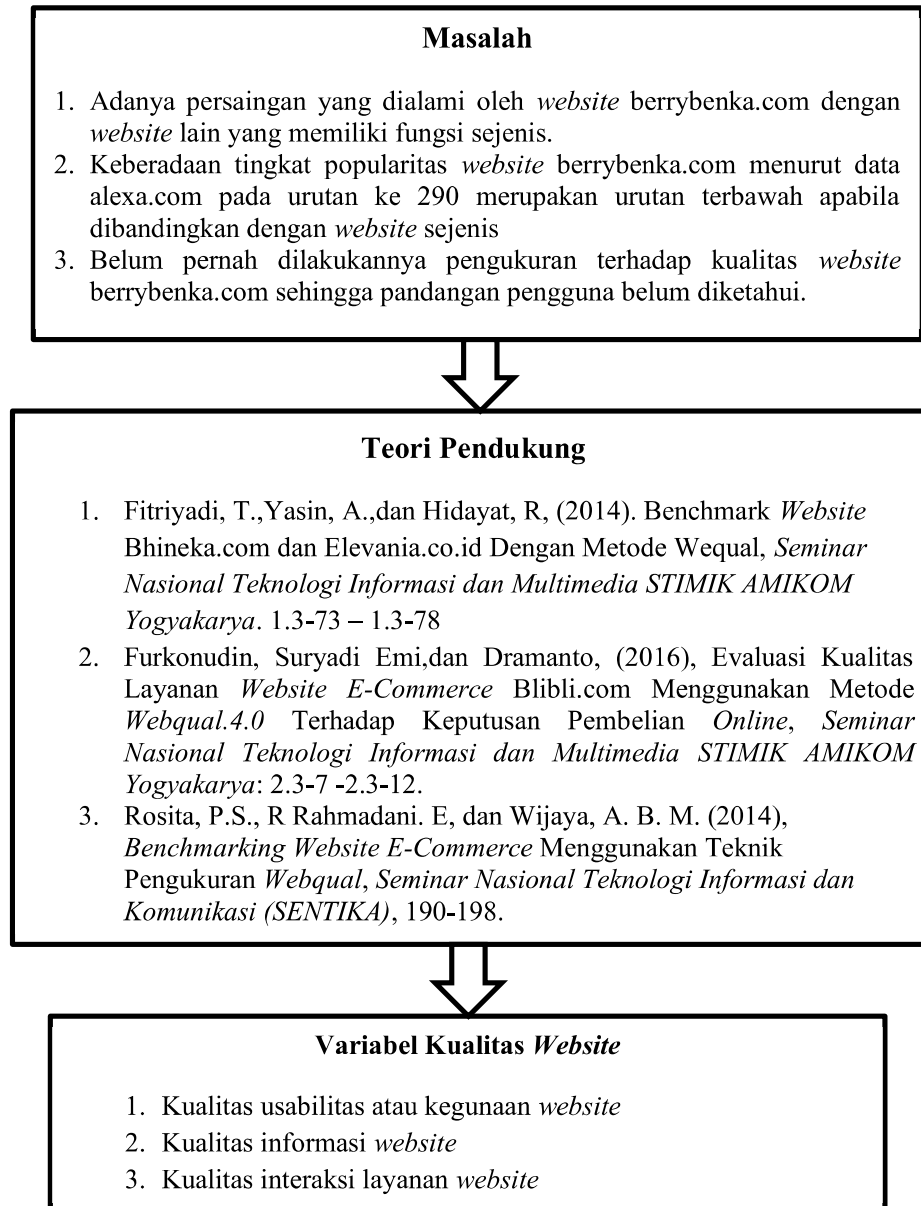 Masalah
1. Adanya persaingan yang dialami oleh website berrybenka.com dengan
website lain yang memiliki fungsi sejenis.
2. Keberadaan tingkat popularitas website berrybenka.com menurut data
alexa.com pada urutan ke 290 merupakan urutan terbawah apabila
dibandingkan dengan website sejenis
3. Belum pernah dilakukannya pengukuran terhadap kualitas website
berrybenka.com sehingga pandangan pengguna belum diketahui.
Teori Pendukung
1. Fitriyadi, T.,Yasin, A.,dan Hidayat, R, (2014). Benchmark Website
Bhineka.com dan Elevania.co.id Dengan Metode Wequal, Seminar
Nasional Teknologi Informasi dan Multimedia STIMIK AMIKOM
Yogyakarya. 1.3-73 – 1.3-78
2. Furkonudin, Suryadi Emi,dan Dramanto, (2016), Evaluasi Kualitas
Layanan Website E-Commerce Blibli.com Menggunakan Metode
Webqual.4.0 Terhadap Keputusan Pembelian Online, Seminar
Nasional Teknologi Informasi dan Multimedia STIMIK AMIKOM
Yogyakarya: 2.3-7 -2.3-12.
3. Rosita, P.S., R Rahmadani. E, dan Wijaya, A. B. M. (2014),
Benchmarking Website E-Commerce Menggunakan Teknik
Pengukuran Webqual, Seminar Nasional Teknologi Informasi dan
Komunikasi (SENTIKA), 190-198.
Variabel Kualitas Website
1. Kualitas usabilitas atau kegunaan website
2. Kualitas informasi website
3. Kualitas interaksi layanan website